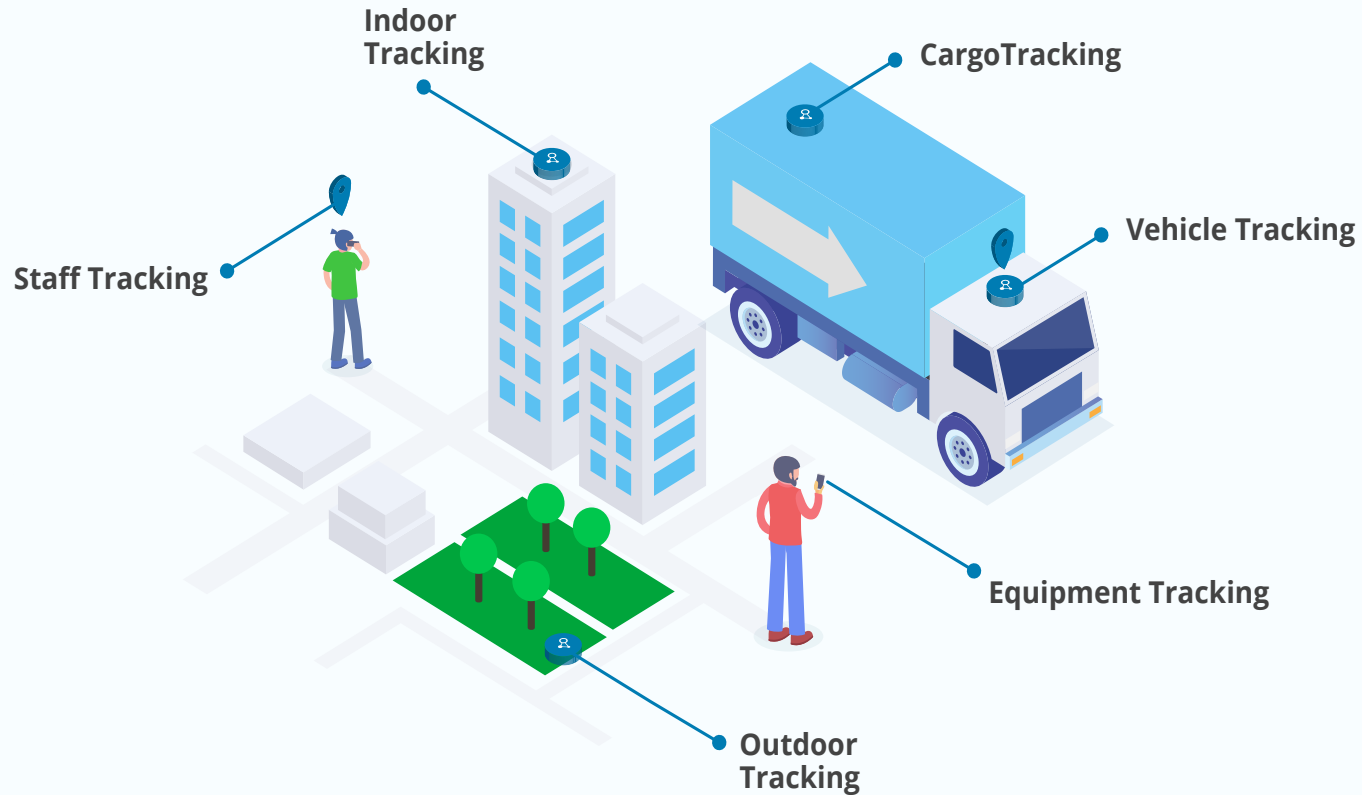 Indoor
Tracking
CargoTracking
Vehicle Tracking
Staff Tracking
Equipment Tracking
Outdoor
Tracking